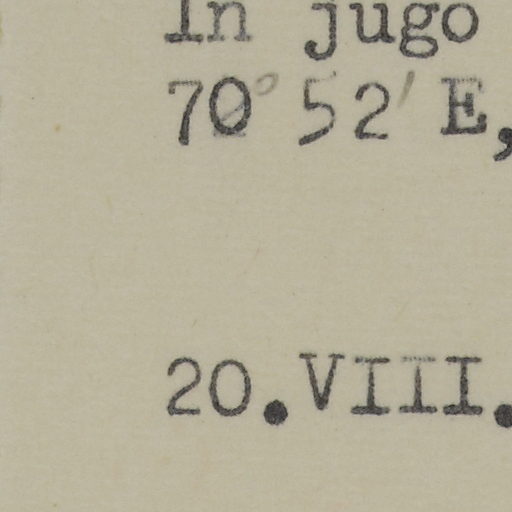 In jugo
70° 52' E,
20.VIII.